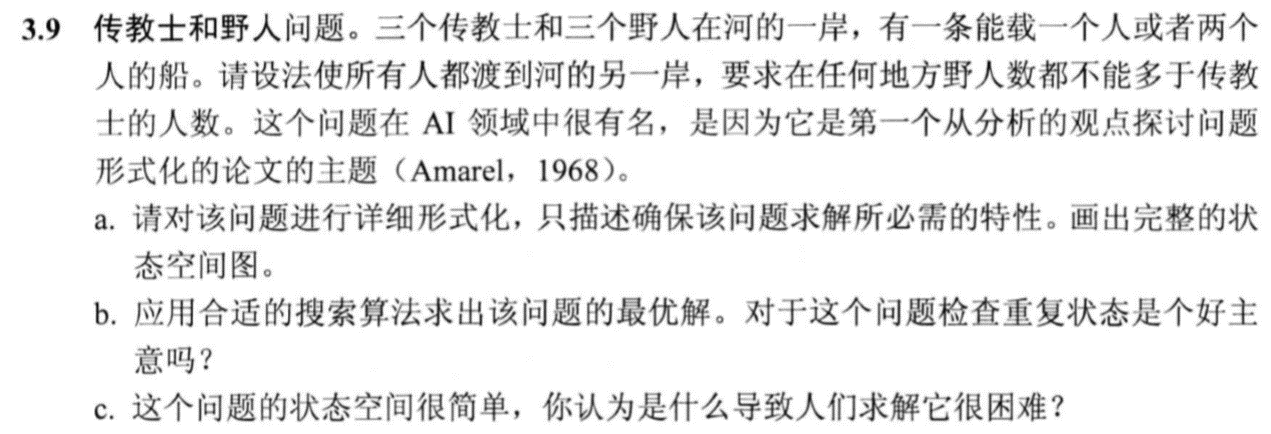 3.9 传教士和野人问题。三个传教士和三个野人在河的一岸，有一条能载一个人或者两个
人的船。请设法使所有人都渡到河的另一岸，要求在任何地方野人数都不能多于传教
士的人数。这个问题在 AI 领域中很有名，是因为它是第一个从分析的观点探讨问题
形式化的论文的主题（Amarel，1968）。
a. 请对该问题进行详细形式化，只描述确保该问题求解所必需的特性。画出完整的状
态空间图。
b. 应用合适的搜索算法求出该问题的最优解。对于这个问题检查重复状态是个好主
意吗？
c. 这个问题的状态空间很简单，你认为是什么导致人们求解它很困难？